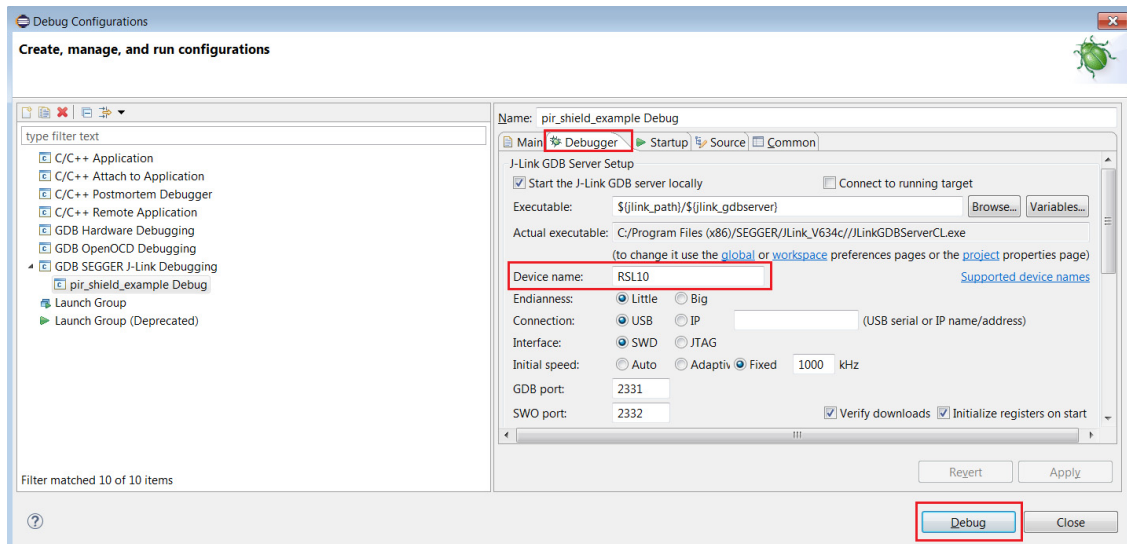 Debug Configurations
Create, manage, and run configurations
type filter text
C/C++ Application
C/C++ Attach to Application
C/C++ Postmortem Debugger
C/C++ Remote Application
GDB Hardware Debugging
GDB OpenOCD Debugging
GDB SEGGER J-Link Debugging
pir_shield_example Debug
Launch Group
Launch Group (Deprecated)
Filter matched 10 of 10 items
Name: pir_shield_example Debug
Main Debugger Startup Source Common
J-Link GDB Server Setup
Start the J-Link GDB server locally Connect to running target
Executable: ${jlink_path}/${jlink_gdbserver} Browse... Variables...
Actual executable: C:/Program Files (x86)/SEGGER/JLink_V634c//JLinkGDBServerCL.exe
(to change it use the global or workspace preferences pages or the project properties page)
Device name: RSL10 Supported device names
Endianness: Little Big
Connection: USB IP (USB serial or IP name/address)
Interface: SWD JTAG
Initial speed: Auto Adaptiv Fixed 1000 kHz
GDB port: 2331
SWO port: 2332 Verify downloads Initialize registers on start
Revert Apply
Debug Close